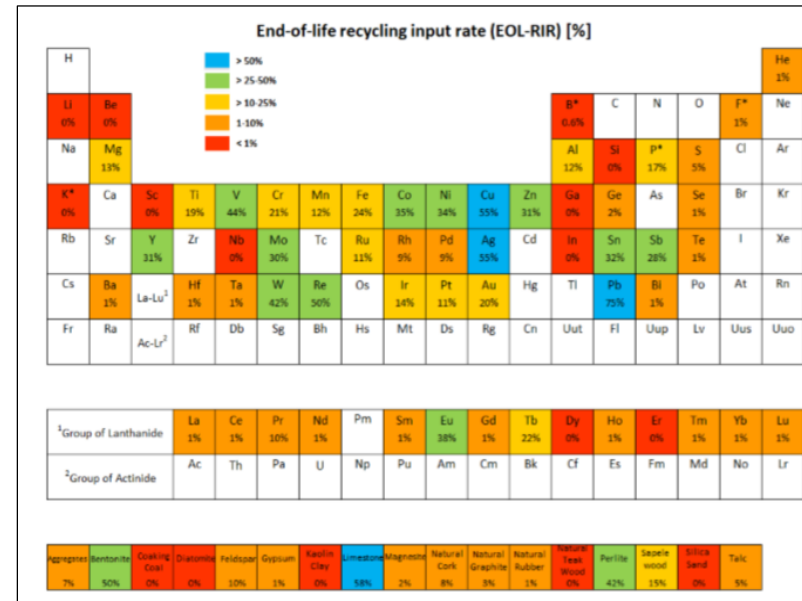 End-of-life recycling input rate (EOL-RIR) [%]
> 50%
> 25-50%
> 10-25%
1-10%
< 1%
H He
1%
Li Be B* C N O F* Ne
0% 0% 0.6% 1%
Na Mg Al Si P* S Cl Ar
13% 12% 0% 17% 5%
K* Ca Sc Ti V Cr Mn Fe Co Ni Cu Zn Ga Ge As Se Br Kr
0% 0% 19% 44% 21% 12% 24% 35% 34% 55% 31% 0% 2% 1%
Rb Sr Y Zr Nb Mo Tc Ru Rh Pd Ag Cd In Sn Sb Te I Xe
31% 0% 30% 11% 9% 9% 55% 0% 32% 28% 1%
Cs Ba La-Lu¹ Hf Ta W Re Os Ir Pt Au Hg Tl Pb Bi Po At Rn
1% 1% 1% 42% 50% 14% 11% 20% 75% 1%
Fr Ra Ac-Lr² Rf Db Sg Bh Hs Mt Ds Rg Cn Uut Fl Uup Lv Uus Uuo
¹Group of Lanthanide La Ce Pr Nd Pm Sm Eu Gd Tb Dy Ho Er Tm Yb Lu
1% 1% 10% 1% 1% 38% 1% 22% 0% 1% 0% 1% 1% 1%
²Group of Actinide Ac Th Pa U Np Pu Am Cm Bk Cf Es Fm Md No Lr
Aggregates Bentonite Coaking Coal Diatomite Feldspar Gypsum Kaolin Clay Limestone Magnesite Natural Cork Natural Graphite Natural Rubber Natural Teak Wood Perlite Sapele wood Silica Sand Talc
7% 50% 0% 0% 10% 1% 0% 58% 2% 8% 3% 1% 0% 42% 15% 0% 5%